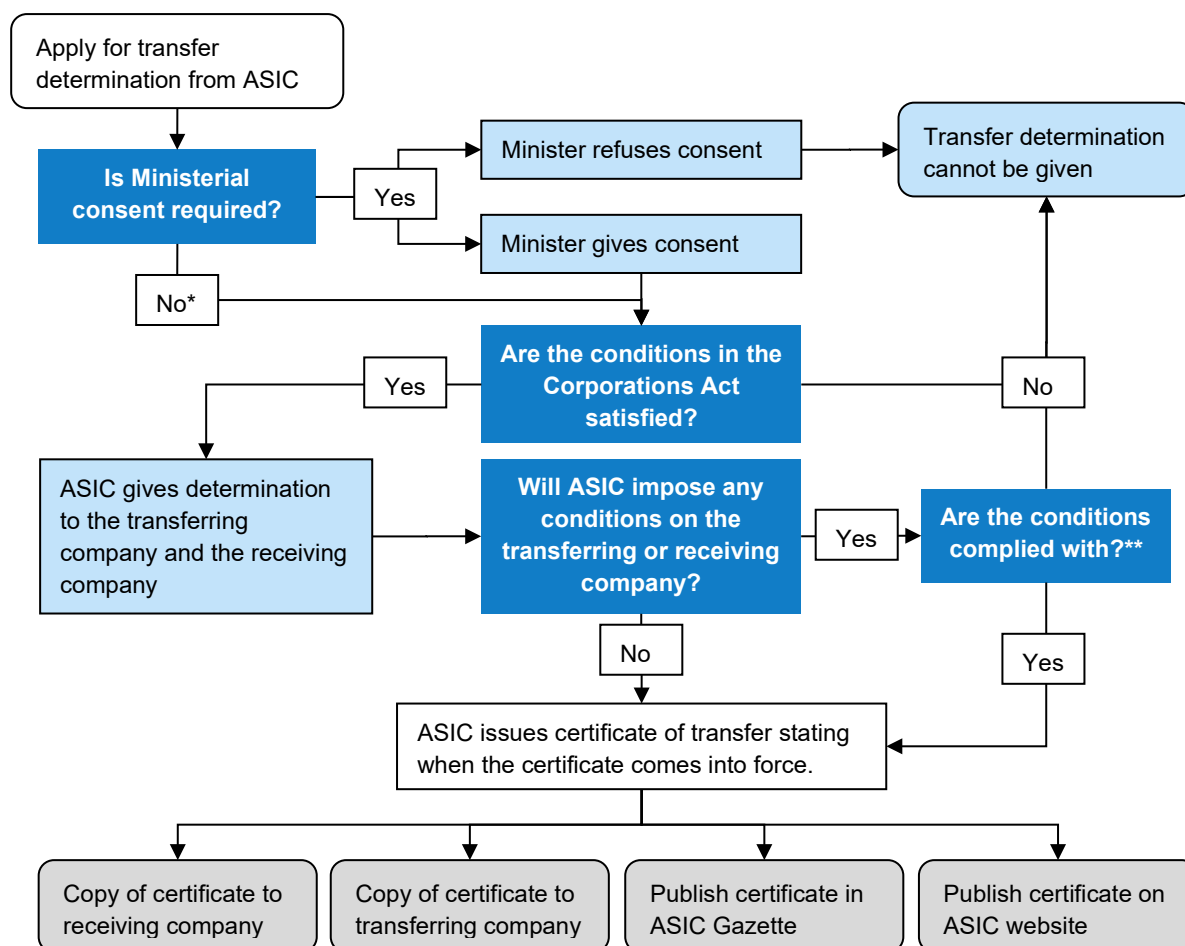 Apply for transfer
determination from ASIC
Is Ministerial
consent required?
Yes
Minister refuses consent
Transfer determination
cannot be given
Minister gives consent
No*
Are the conditions in the
Corporations Act
satisfied?
Yes
No
ASIC gives determination
to the transferring
company and the receiving
company
Will ASIC impose any
conditions on the
transferring or receiving
company?
Yes
Are the conditions
complied with?**
No
Yes
ASIC issues certificate of transfer stating
when the certificate comes into force.
Copy of certificate to
receiving company
Copy of certificate to
transferring company
Publish certificate in
ASIC Gazette
Publish certificate on
ASIC website